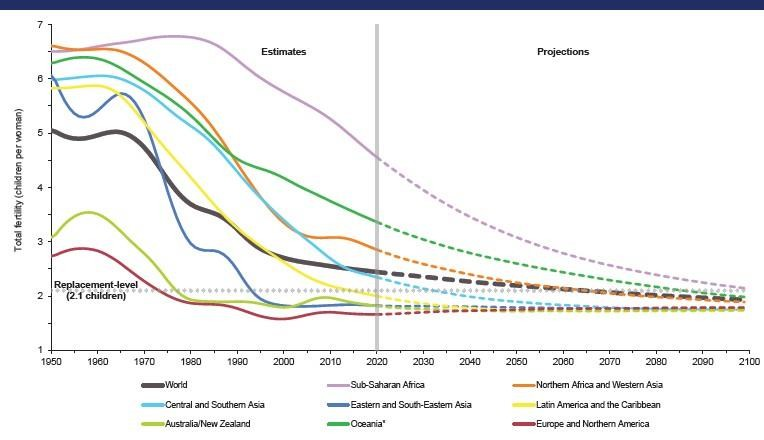 Total fertility (children per woman)
7
6
5
4
3
2
1
Estimates
Projections
Replacement-level
(2.1 children)
1950
1960
1970
1980
1990
2000
2010
2020
2030
2040
2050
2060
2070
2080
2090
2100
World
Sub-Saharan Africa
Northern Africa and Western Asia
Central and Southern Asia
Eastern and South-Eastern Asia
Latin America and the Caribbean
Australia/New Zealand
Oceania*
Europe and Northern America